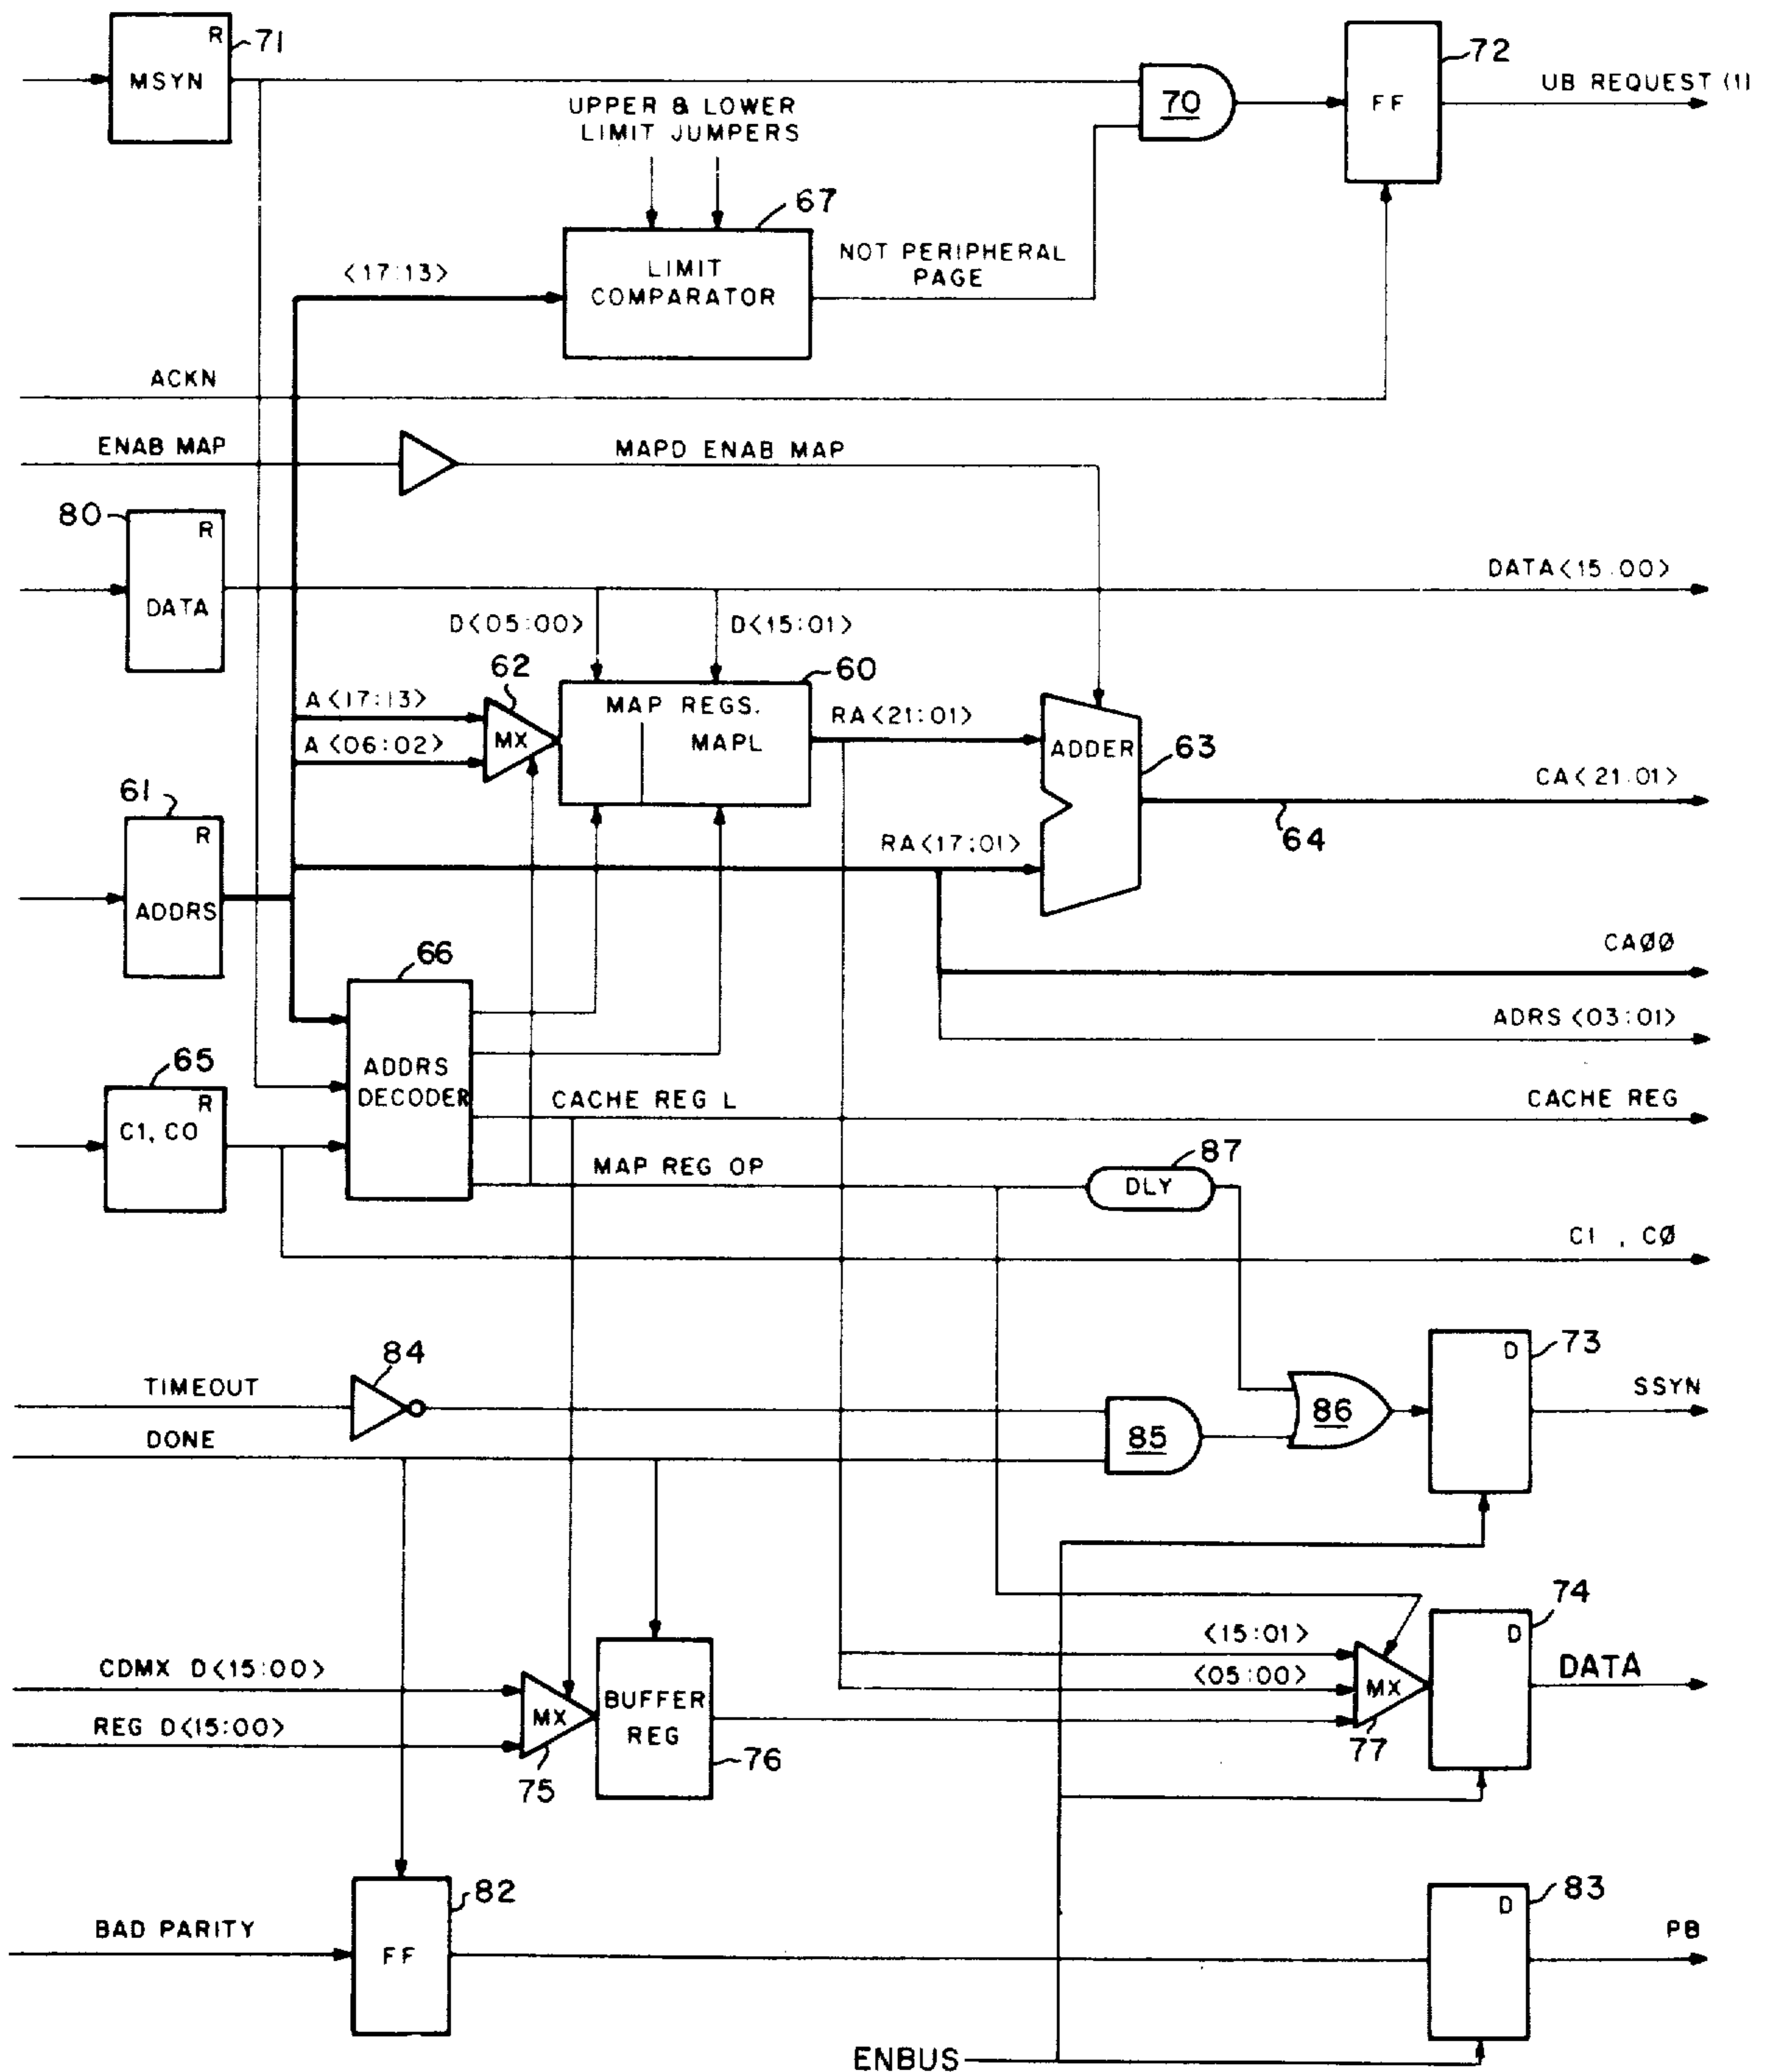 R
71
MSYN
72
FF
UB REQUEST (1)
70
UPPER & LOWER
LIMIT JUMPERS
67
<17:13>
LIMIT
COMPARATOR
NOT PERIPHERAL
PAGE
ACKN
ENAB MAP
MAPD ENAB MAP
80
R
DATA
DATA<15:00>
D<05:00>
D<15:01>
62
60
A<17:13>
A<06:02>
MX
MAP REGS.
MAPL
RA<21:01>
ADDER
63
CA<21:01>
64
61
R
ADDRS
RA<17:01>
CAØØ
66
ADRS<03:01>
ADDRS
DECODER
65
R
C1, C0
CACHE REG L
CACHE REG
MAP REG OP
87
DLY
C1 , CØ
84
TIMEOUT
DONE
85
86
D
73
SSYN
74
D
DATA
<15:01>
<05:00>
MX
77
CDMX D<15:00>
REG D<15:00>
MX
75
BUFFER
REG
76
82
BAD PARITY
FF
D
83
PB
ENBUS